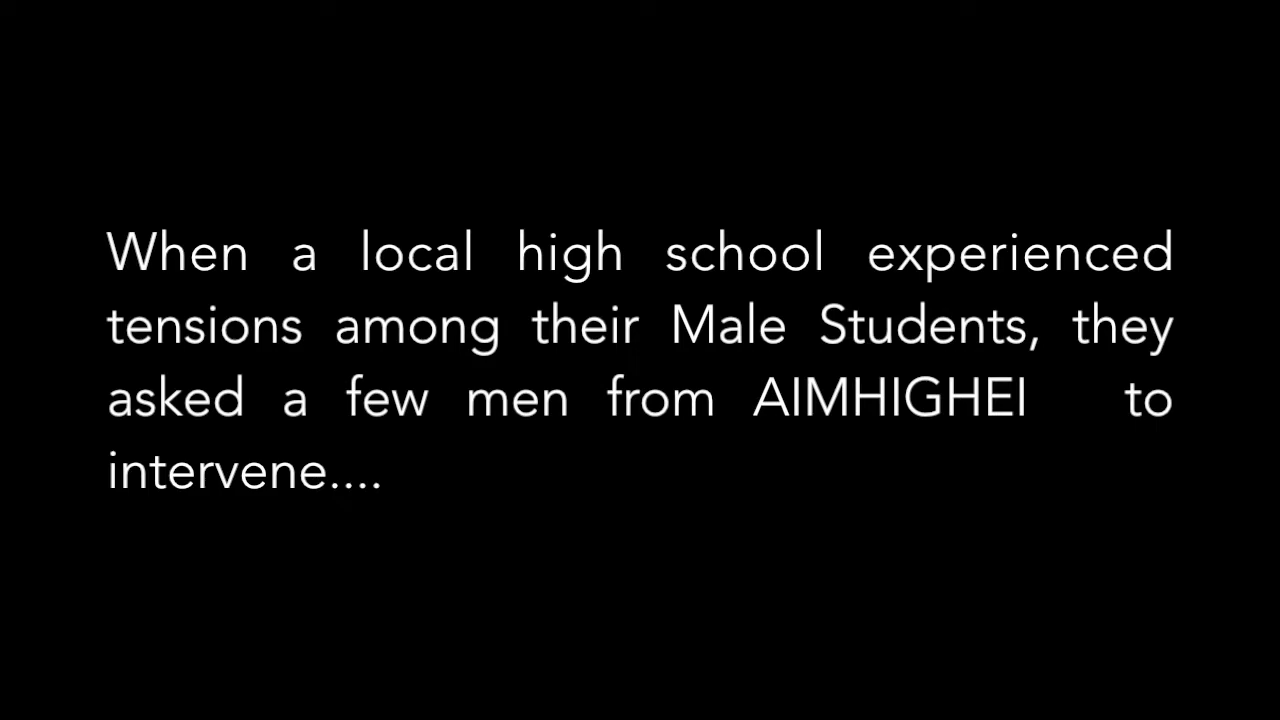 When a local high school experienced
tensions among their Male Students, they
asked a few men from AIMHIGHEI to
intervene....